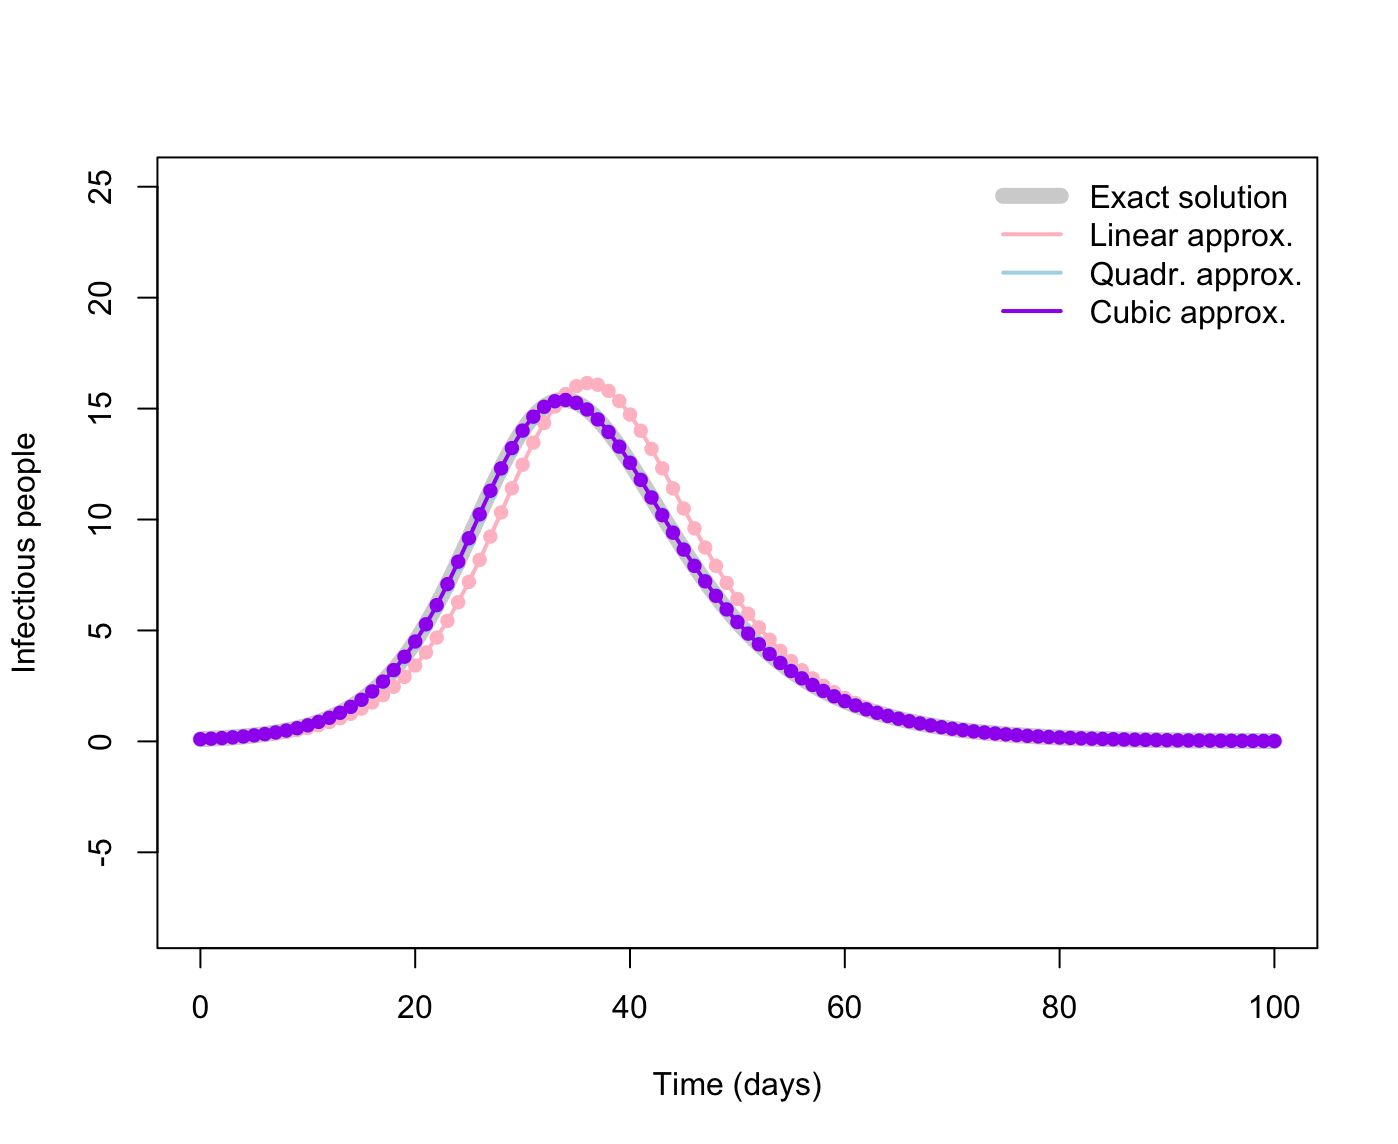 Exact solution
Linear approx.
Quadr. approx.
Cubic approx.
25
20
15
10
5
0
-5
Infectious people
0 20 40 60 80 100
Time (days)